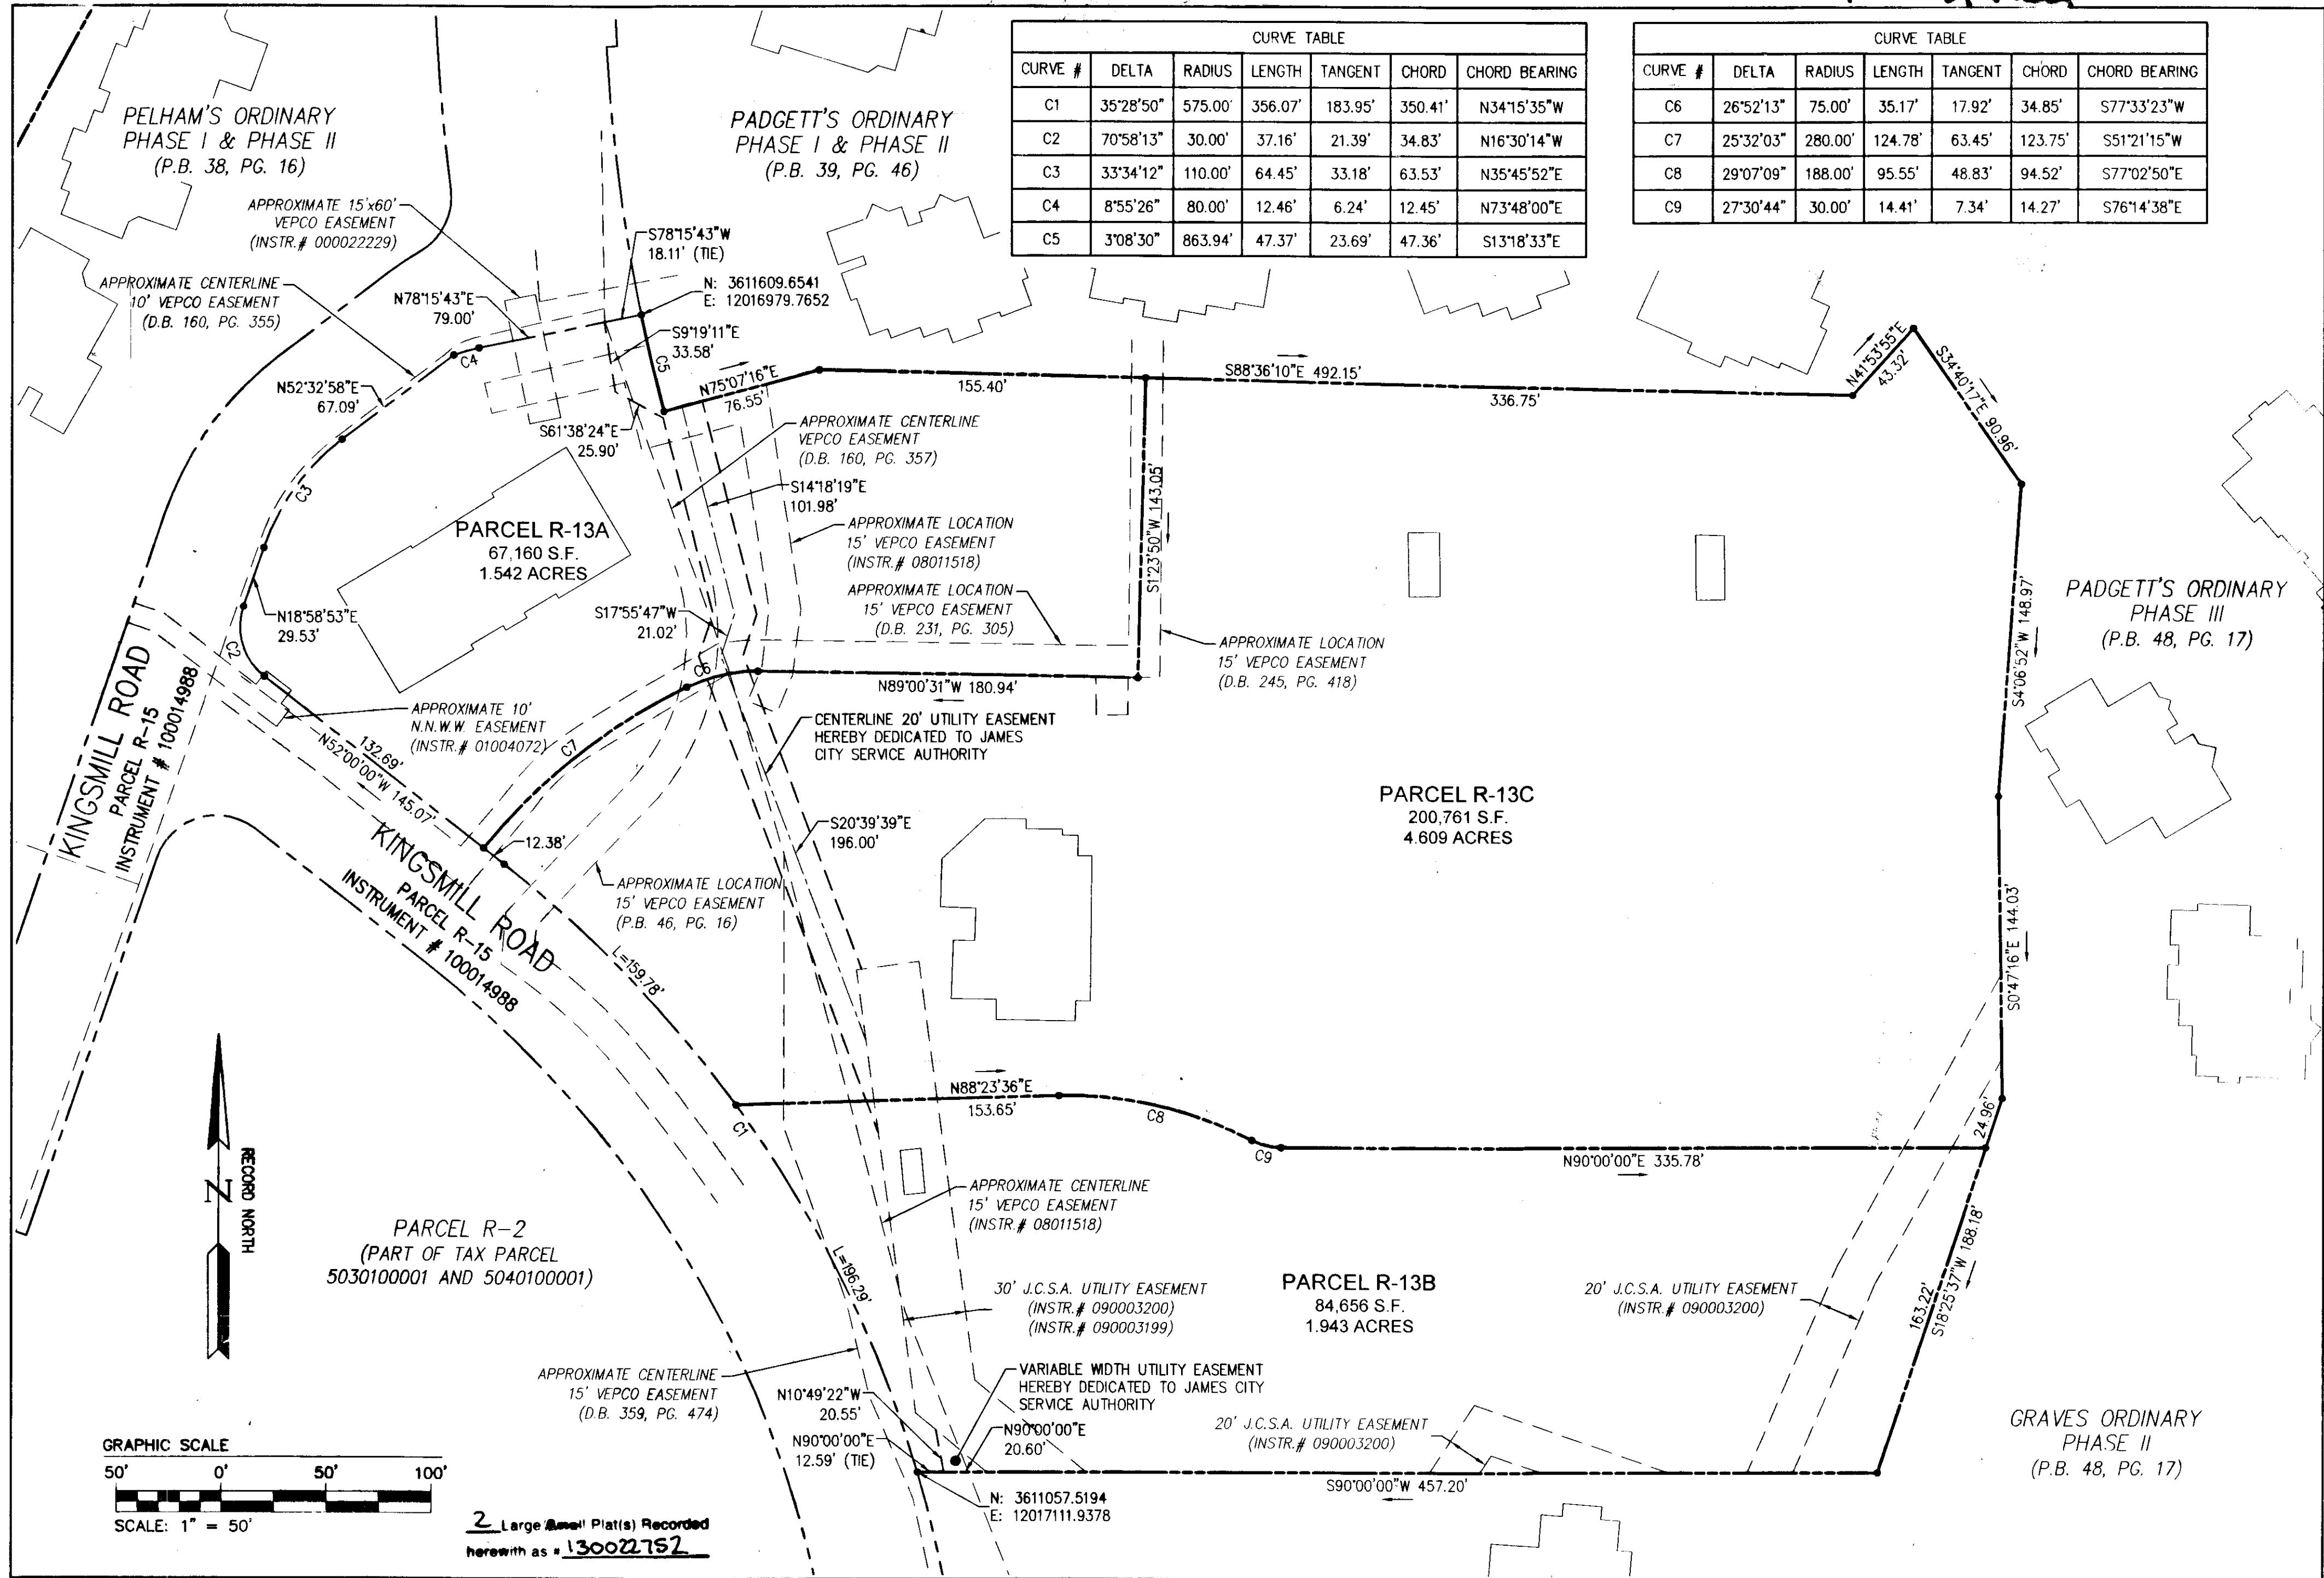 CURVE TABLE
CURVE # DELTA RADIUS LENGTH TANGENT CHORD CHORD BEARING
C1 35°28'50" 575.00' 356.07' 183.95' 350.41' N34°15'35"W
C2 70°58'13" 30.00' 37.16' 21.39' 34.83' N16°30'14"W
C3 33°34'12" 110.00' 64.45' 33.18' 63.53' N35°45'52"E
C4 8°55'26" 80.00' 12.46' 6.24' 12.45' N73°48'00"E
C5 3°08'30" 863.94' 47.37' 23.69' 47.36' S13°18'33"E
CURVE TABLE
CURVE # DELTA RADIUS LENGTH TANGENT CHORD CHORD BEARING
C6 26°52'13" 75.00' 35.17' 17.92' 34.85' S77°33'23"W
C7 25°32'03" 280.00' 124.78' 63.45' 123.75' S51°21'15"W
C8 29°07'09" 188.00' 95.55' 48.83' 94.52' S77°02'50"E
C9 27°30'44" 30.00' 14.41' 7.34' 14.27' S76°14'38"E
PELHAM'S ORDINARY
PHASE I & PHASE II
(P.B. 38, PG. 16)
PADGETT'S ORDINARY
PHASE I & PHASE II
(P.B. 39, PG. 46)
APPROXIMATE 15'x60'
VEPCO EASEMENT
(INSTR.# 000022229)
APPROXIMATE CENTERLINE
10' VEPCO EASEMENT
(D.B. 160, PG. 355)
S78°15'43"W
18.11' (TIE)
N: 3611609.6541
E: 12016979.7652
N78°15'43"E
79.00'
S9°19'11"E
33.58'
C4
C5
N52°32'58"E
67.09'
N75°07'16"E
76.55'
155.40'
S88°36'10"E 492.15'
336.75'
N41°53'55"E
43.32'
S34°40'17"E 90.96'
S61°38'24"E
25.90'
APPROXIMATE CENTERLINE
VEPCO EASEMENT
(D.B. 160, PG. 357)
S14°18'19"E
101.98'
C3
PARCEL R-13A
67,160 S.F.
1.542 ACRES
APPROXIMATE LOCATION
15' VEPCO EASEMENT
(INSTR.# 08011518)
S1°23'50"W 143.05'
APPROXIMATE LOCATION
15' VEPCO EASEMENT
(D.B. 231, PG. 305)
S17°55'47"W
21.02'
N18°58'53"E
29.53'
APPROXIMATE LOCATION
15' VEPCO EASEMENT
(D.B. 245, PG. 418)
PADGETT'S ORDINARY
PHASE III
(P.B. 48, PG. 17)
S4°06'52"W 148.97'
C2
C6
N89°00'31"W 180.94'
KINGSMILL ROAD
PARCEL R-15
INSTRUMENT # 100014988
APPROXIMATE 10'
N.N.W.W. EASEMENT
(INSTR.# 01004072)
132.69'
N52°00'00"W 145.07'
C7
CENTERLINE 20' UTILITY EASEMENT
HEREBY DEDICATED TO JAMES
CITY SERVICE AUTHORITY
PARCEL R-13C
200,761 S.F.
4.609 ACRES
S20°39'39"E
196.00'
12.38'
KINGSMILL ROAD
PARCEL R-15
INSTRUMENT # 100014988
APPROXIMATE LOCATION
15' VEPCO EASEMENT
(P.B. 46, PG. 16)
L=159.78'
S0°47'16"E 144.03'
N88°23'36"E
153.65'
C1
C8
C9
24.96'
N90°00'00"E 335.78'
RECORD NORTH
N
APPROXIMATE CENTERLINE
15' VEPCO EASEMENT
(INSTR.# 08011518)
PARCEL R-2
(PART OF TAX PARCEL
5030100001 AND 5040100001)
L=196.29'
30' J.C.S.A. UTILITY EASEMENT
(INSTR.# 090003200)
(INSTR.# 090003199)
PARCEL R-13B
84,656 S.F.
1.943 ACRES
20' J.C.S.A. UTILITY EASEMENT
(INSTR.# 090003200)
163.22'
S18°25'37"W 188.18'
APPROXIMATE CENTERLINE
15' VEPCO EASEMENT
(D.B. 359, PG. 474)
N10°49'22"W
20.55'
VARIABLE WIDTH UTILITY EASEMENT
HEREBY DEDICATED TO JAMES CITY
SERVICE AUTHORITY
N90°00'00"E
12.59' (TIE)
N90°00'00"E
20.60'
20' J.C.S.A. UTILITY EASEMENT
(INSTR.# 090003200)
GRAVES ORDINARY
PHASE II
(P.B. 48, PG. 17)
S90°00'00"W 457.20'
N: 3611057.5194
E: 12017111.9378
GRAPHIC SCALE
50' 0' 50' 100'
SCALE: 1" = 50'
2 Large Small Plat(s) Recorded
herewith as # 130022752